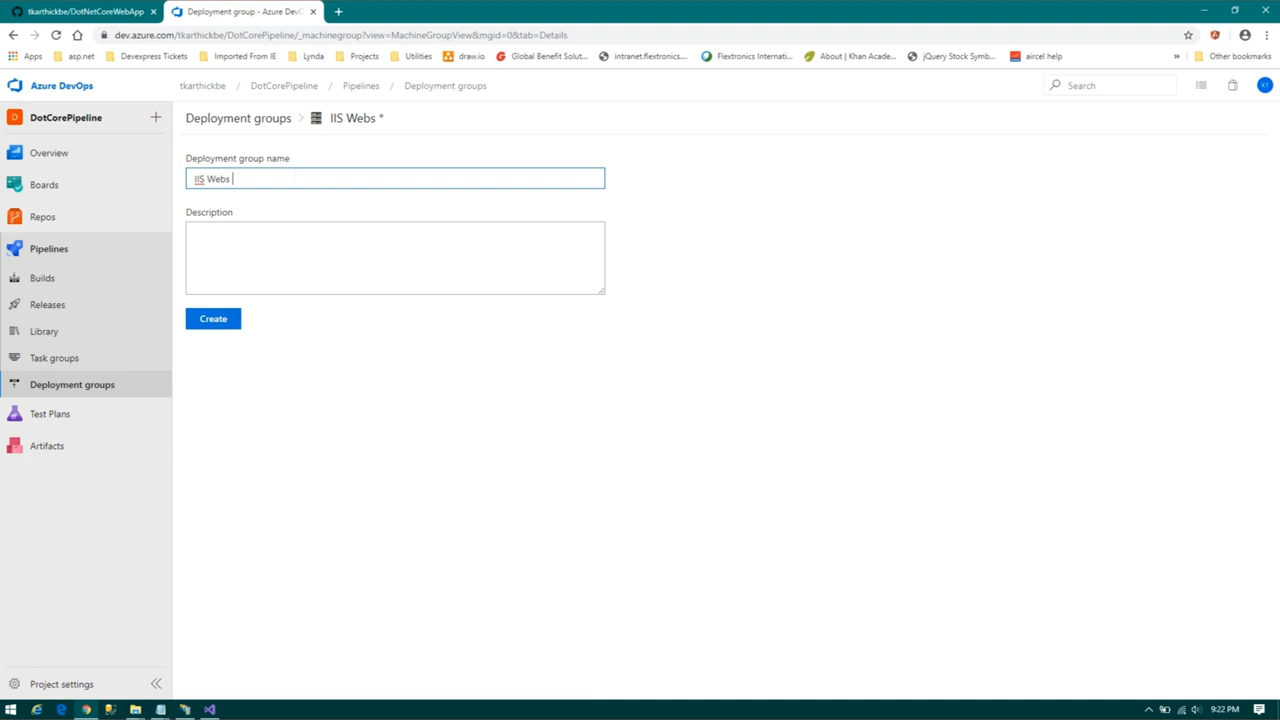 tkarthickbe/DotNetCoreWebApp
Deployment group - Azure DevO
dev.azure.com/tkarthickbe/DotCorePipeline/_machinegroup?view=MachineGroupView&mgid=0&tab=Details
Apps
asp.net
Devexpress Tickets
Imported From IE
Lynda
Projects
Utilities
draw.io
Global Benefit Solut...
intranet.flextronics....
Flextronics Internati...
About | Khan Acade...
jQuery Stock Symb...
aircel help
»
Other bookmarks
Azure DevOps
tkarthickbe / DotCorePipeline / Pipelines / Deployment groups
Search
KT
D DotCorePipeline
Overview
Boards
Repos
Pipelines
Builds
Releases
Library
Task groups
Deployment groups
Test Plans
Artifacts
Project settings
Deployment groups > IIS Webs *
Deployment group name
IIS Webs
Description
Create
9:22 PM